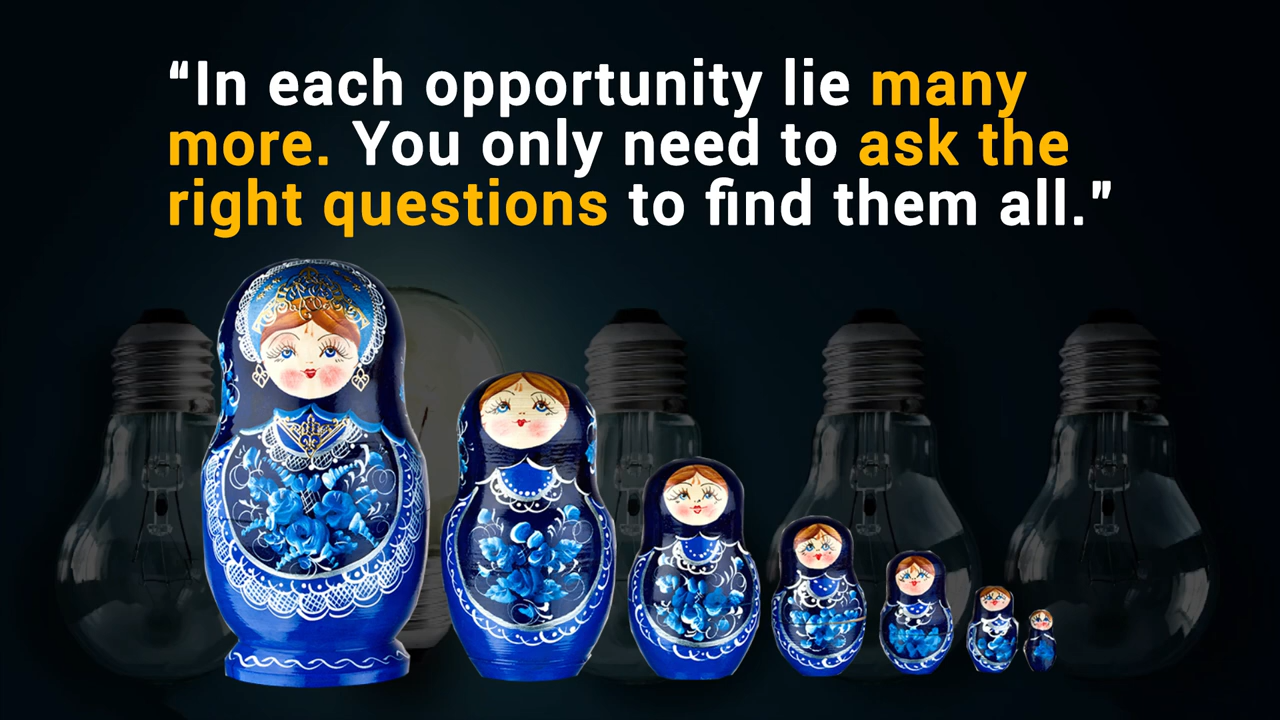 “In each opportunity lie many
more. You only need to ask the
right questions to find them all.”